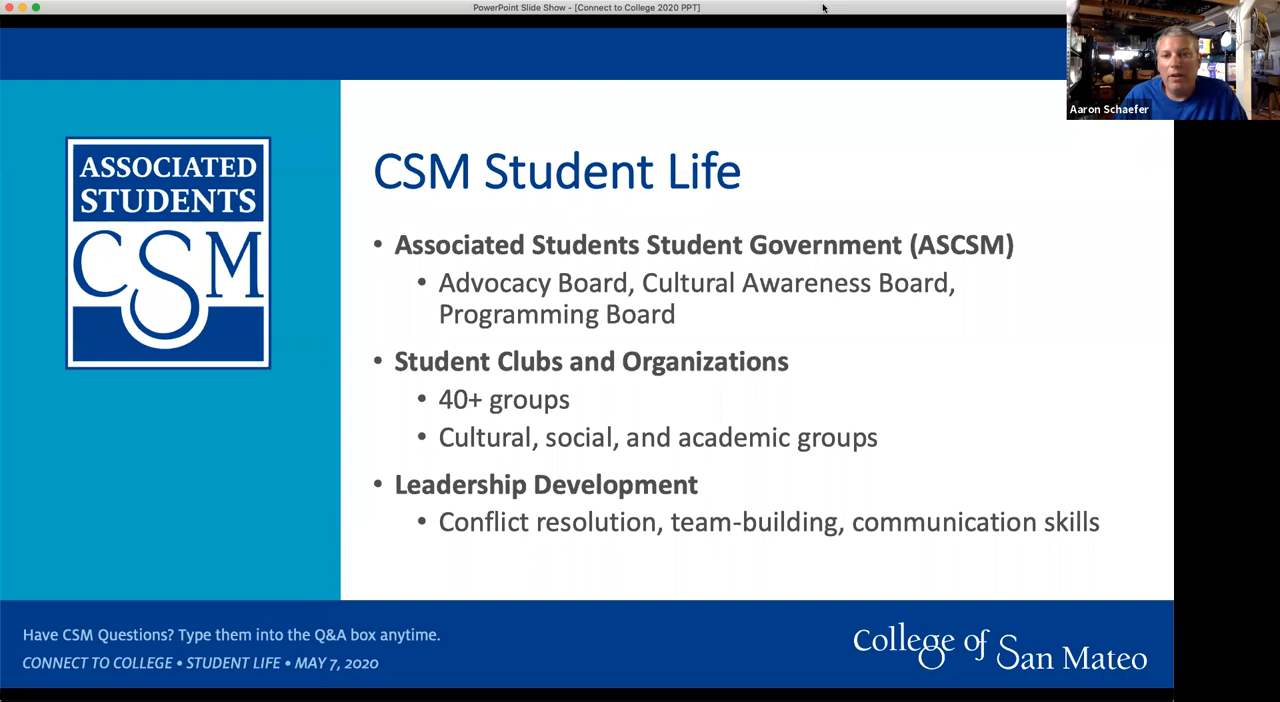 PowerPoint Slide Show - [Connect to College 2020 PPT]
Aaron Schaefer
ASSOCIATED
STUDENTS
CSM
CSM Student Life
• Associated Students Student Government (ASCSM)
• Advocacy Board, Cultural Awareness Board,
Programming Board
• Student Clubs and Organizations
• 40+ groups
• Cultural, social, and academic groups
• Leadership Development
• Conflict resolution, team-building, communication skills
Have CSM Questions? Type them into the Q&A box anytime.
CONNECT TO COLLEGE • STUDENT LIFE • MAY 7, 2020
College of
San Mateo